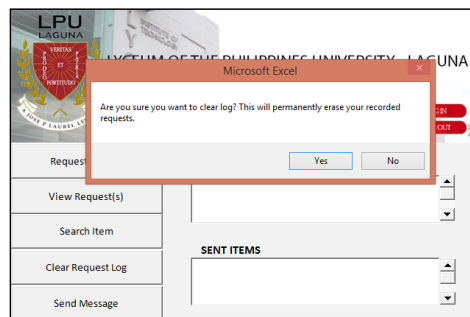 LPU
LAGUNA
VERITAS
ET
FORTITUDO
LYCEUM OF THE PHILIPPINES UNIVERSITY - LAGUNA
Microsoft Excel
Are you sure you want to clear log? This will permanently erase your recorded
requests.
Yes
No
OUT
Request
View Request(s)
Search Item
Clear Request Log
Send Message
SENT ITEMS